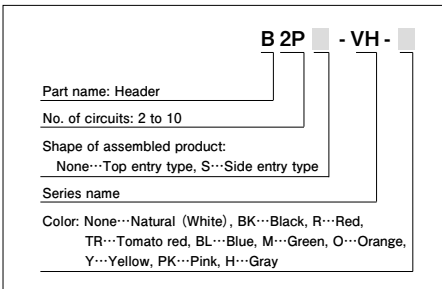 B 2P - VH -
Part name: Header
No. of circuits: 2 to 10
Shape of assembled product:
None…Top entry type, S…Side entry type
Series name
Color: None…Natural (White), BK…Black, R…Red,
TR…Tomato red, BL…Blue, M…Green, O…Orange,
Y…Yellow, PK…Pink, H…Gray